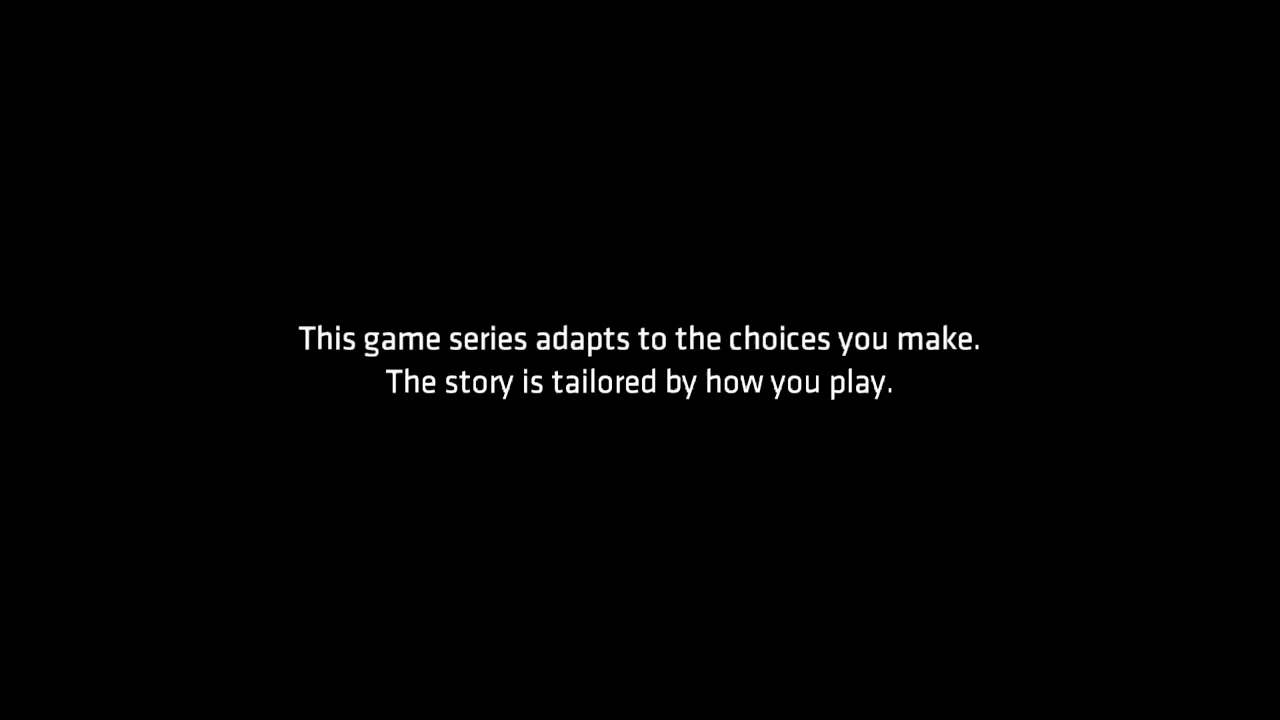 This game series adapts to the choices you make.
The story is tailored by how you play.